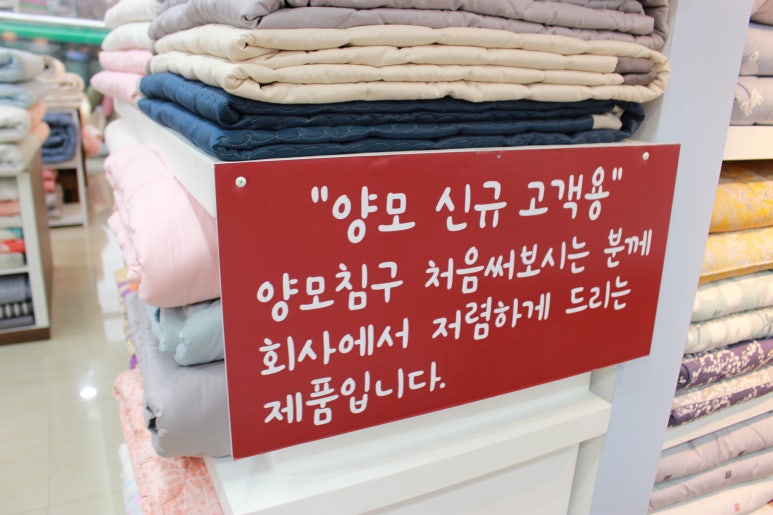 "양모 신규 고객용"
양모침구 처음써보시는 분께
회사에서 저렴하게 드리는
제품입니다.